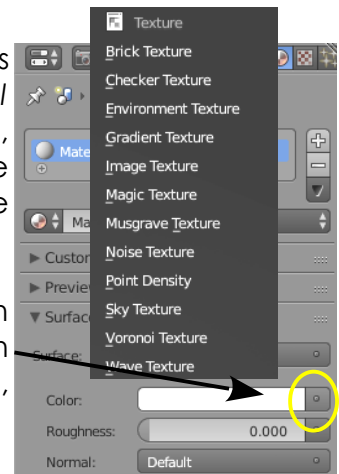 Texture
Brick Texture
Checker Texture
Environment Texture
Gradient Texture
Image Texture
Magic Texture
Musgrave Texture
Noise Texture
Point Density
Sky Texture
Voronoi Texture
Wave Texture
Mate
Ma
Custor
Preview
Surface
Surface:
Color:
Roughness: 0.000
Normal: Default